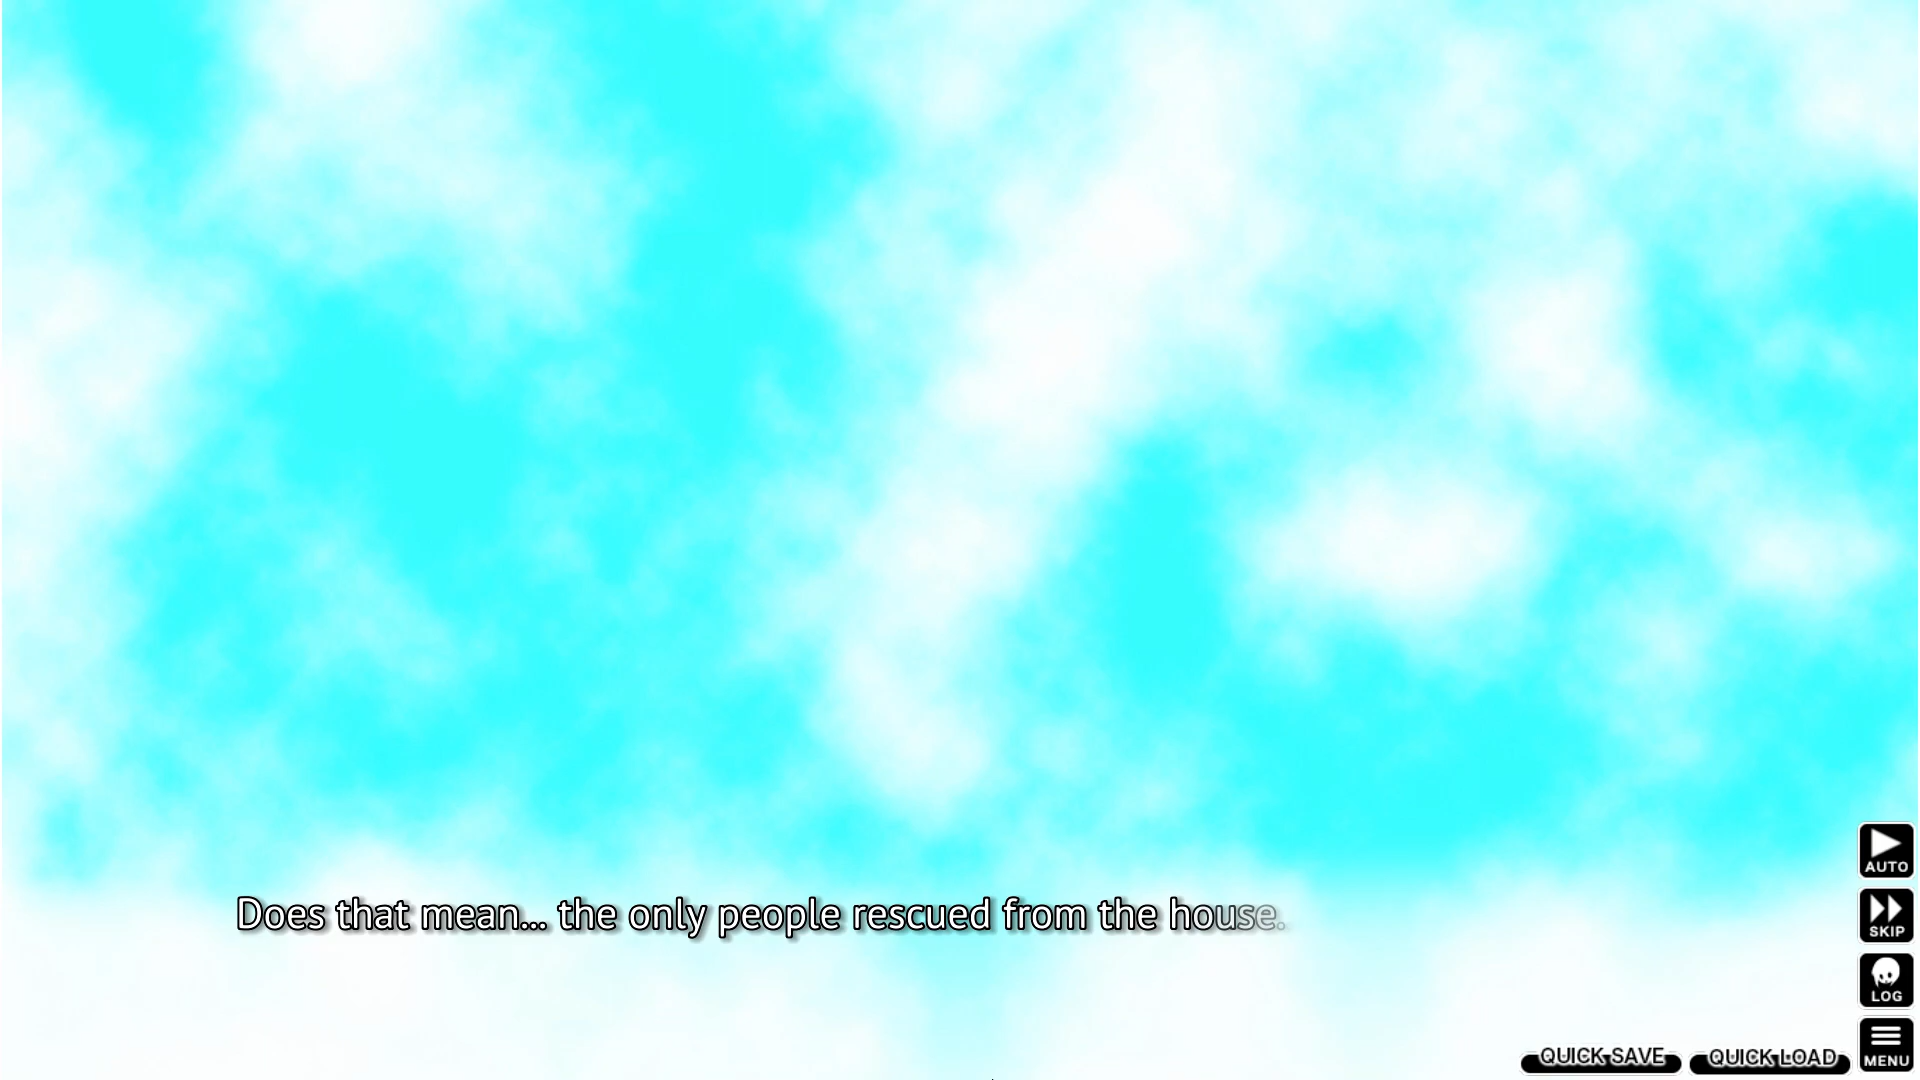 Does that mean... the only people rescued from the house.
AUTO
SKIP
LOG
MENU
QUICK SAVE
QUICK LOAD